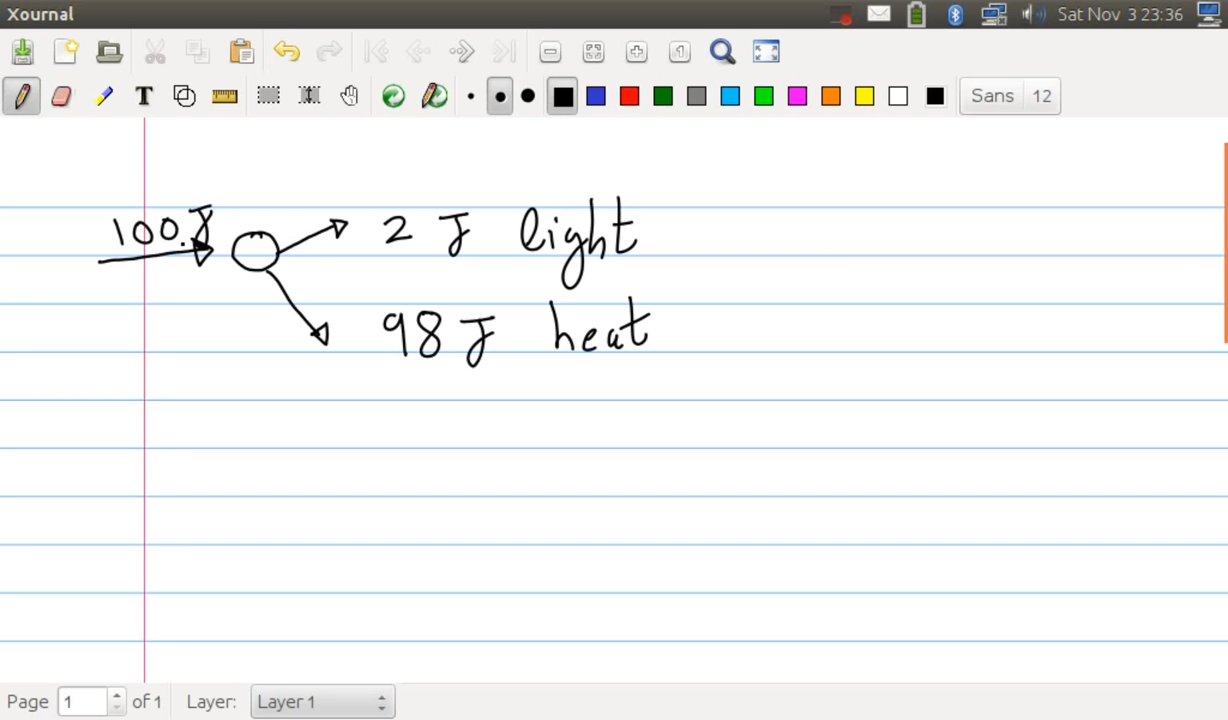 Xournal
Sat Nov 3 23:36
T
Sans 12
100.J
2 J light
98 J heat
Page 1 of 1 Layer: Layer 1